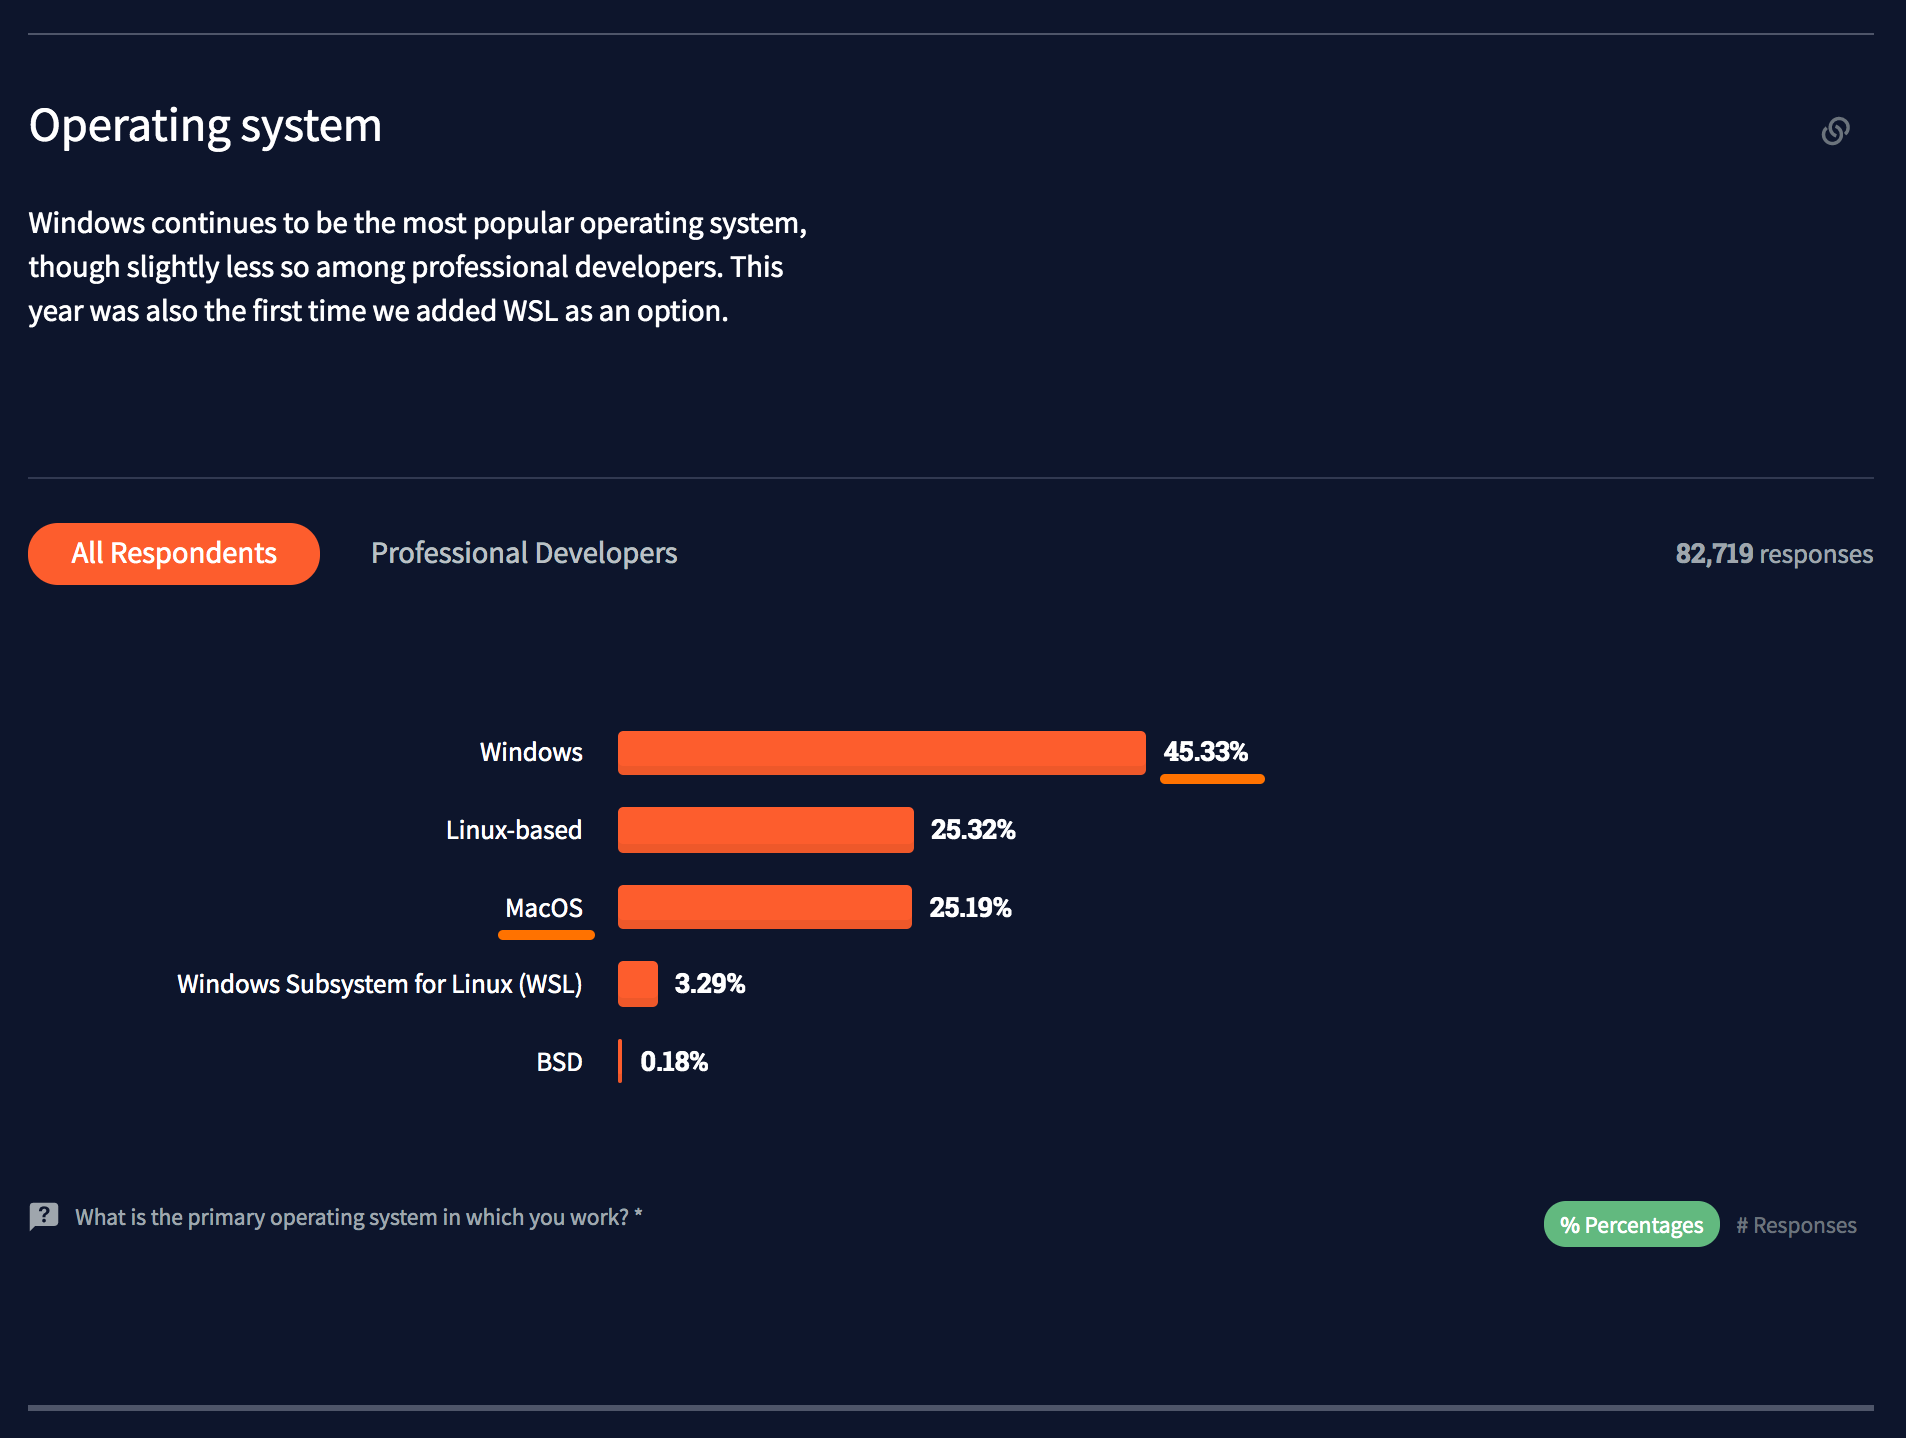 Operating system
Windows continues to be the most popular operating system,
though slightly less so among professional developers. This
year was also the first time we added WSL as an option.
All Respondents
Professional Developers
82,719 responses
Windows
45.33%
Linux-based
25.32%
MacOS
25.19%
Windows Subsystem for Linux (WSL)
3.29%
BSD
0.18%
? What is the primary operating system in which you work? *
% Percentages
# Responses